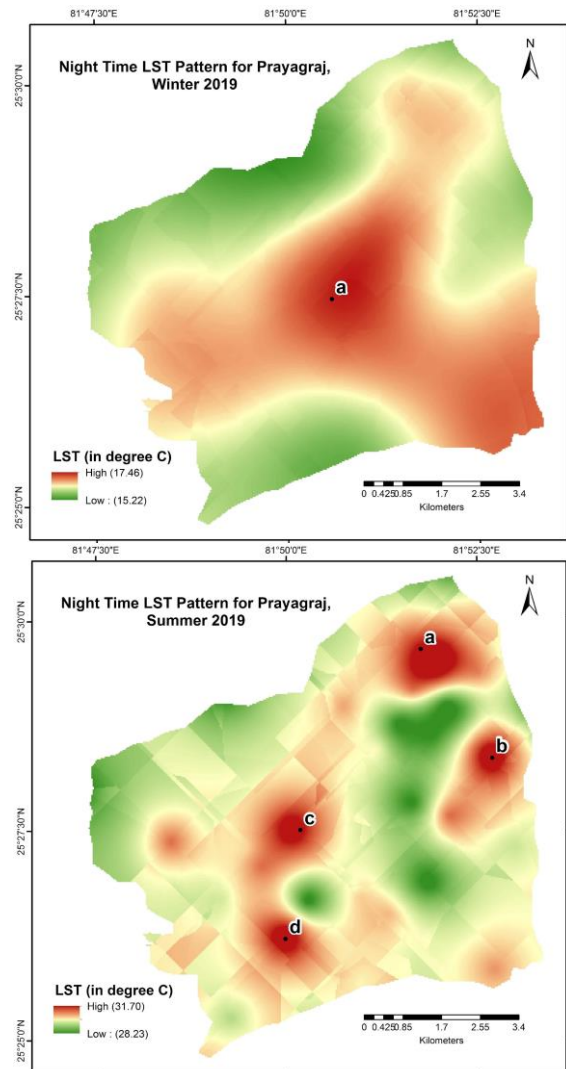 81°47'30"E 81°50'0"E 81°52'30"E
Night Time LST Pattern for Prayagraj,
Winter 2019
N
25°30'0"N
a
25°27'30"N
LST (in degree C)
High (17.46)
Low : (15.22)
0 0.425 0.85 1.7 2.55 3.4
Kilometers
25°25'0"N
81°47'30"E 81°50'0"E 81°52'30"E
Night Time LST Pattern for Prayagraj,
Summer 2019
N
25°30'0"N
a
b
c
25°27'30"N
d
LST (in degree C)
High (31.70)
Low : (28.23)
0 0.425 0.85 1.7 2.55 3.4
Kilometers
25°25'0"N